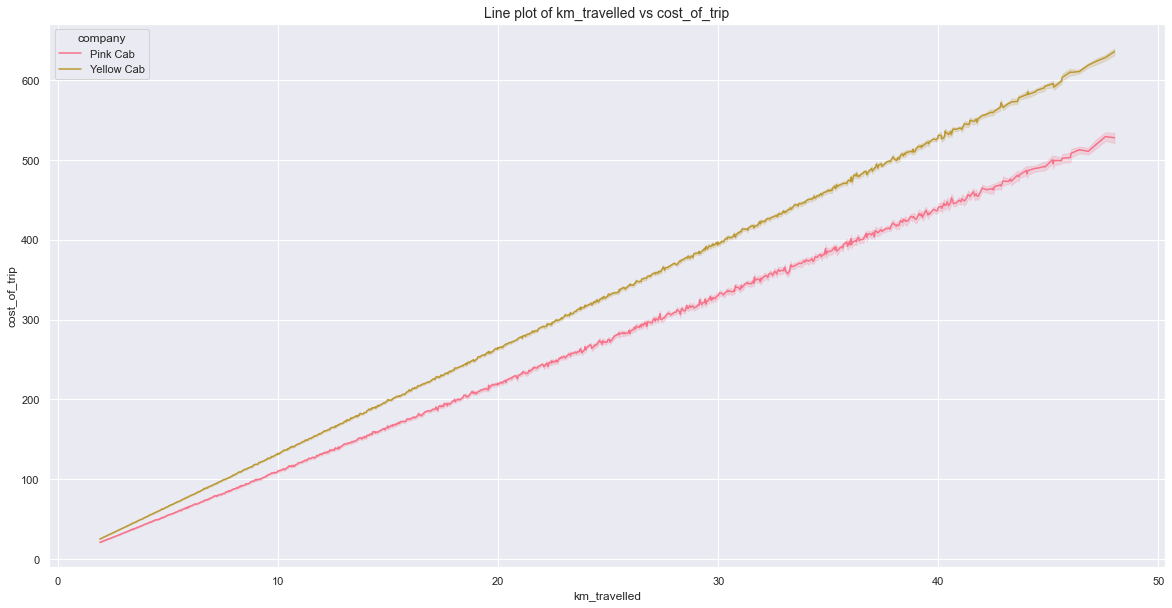 Line plot of km_travelled vs cost_of_trip
company
Pink Cab
Yellow Cab
600
500
400
300
200
100
0
cost_of_trip
0 10 20 30 40 50
km_travelled